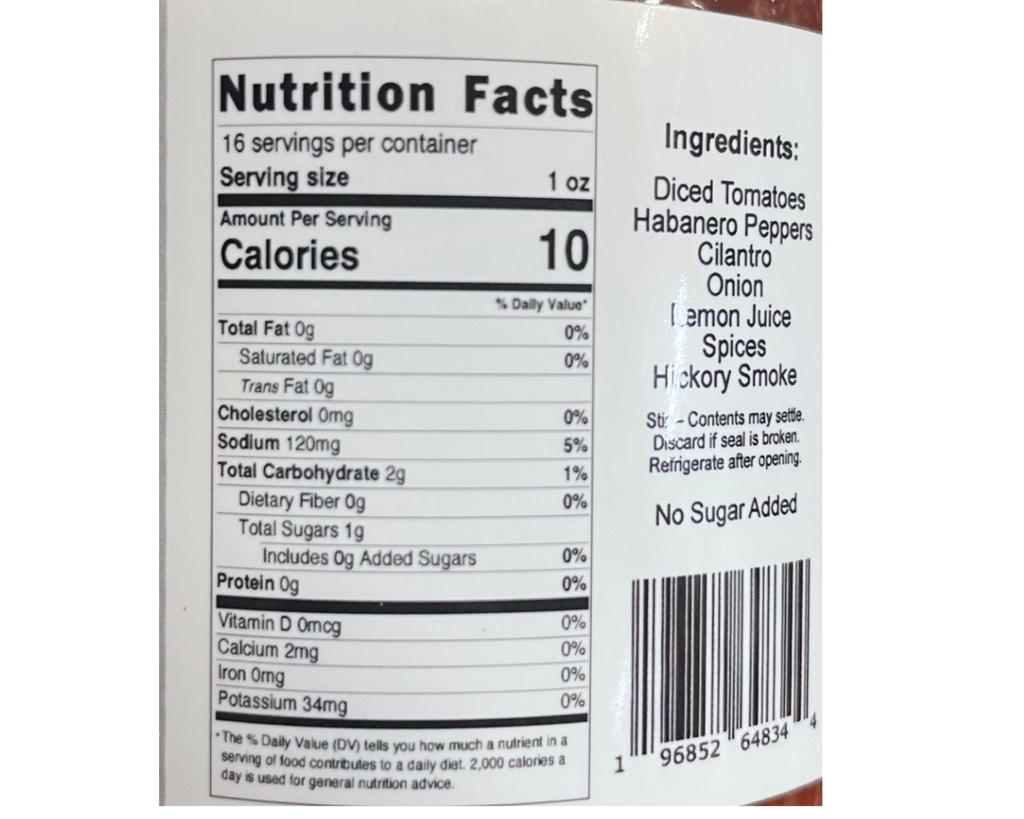 Nutrition Facts
16 servings per container
Serving size 1 oz
Amount Per Serving
Calories 10
% Daily Value*
Total Fat 0g 0%
Saturated Fat 0g 0%
Trans Fat 0g
Cholesterol 0mg 0%
Sodium 120mg 5%
Total Carbohydrate 2g 1%
Dietary Fiber 0g 0%
Total Sugars 1g
Includes 0g Added Sugars 0%
Protein 0g 0%
Vitamin D 0mcg 0%
Calcium 2mg 0%
Iron 0mg 0%
Potassium 34mg 0%
*The % Daily Value (DV) tells you how much a nutrient in a
serving of food contributes to a daily diet. 2,000 calories a
day is used for general nutrition advice.
Ingredients:
Diced Tomatoes
Habanero Peppers
Cilantro
Onion
Lemon Juice
Spices
Hickory Smoke
Stir – Contents may settle.
Discard if seal is broken.
Refrigerate after opening.
No Sugar Added
1 96852 64834 4